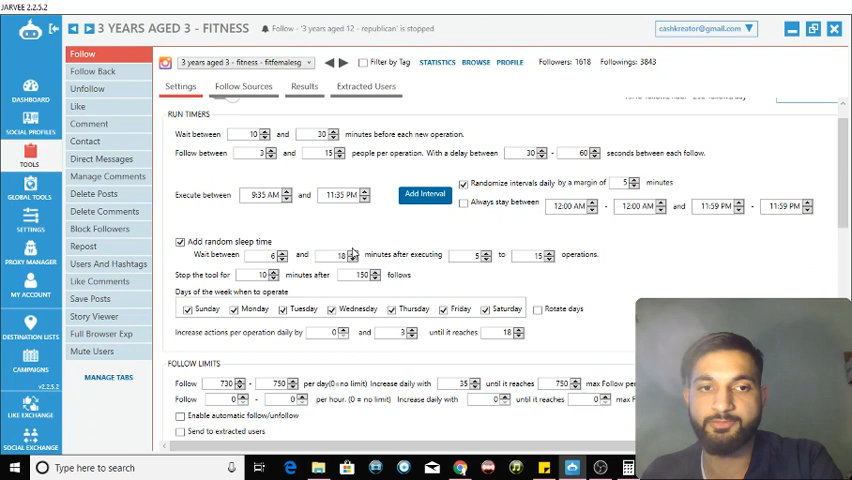 JARVEE 2.2.5.2
3 YEARS AGED 3 - FITNESS
Follow - '3 years aged 12 - republican' is stopped
cashkreator@gmail.com
DASHBOARD
SOCIAL PROFILES
TOOLS
GLOBAL TOOLS
SETTINGS
PROXY MANAGER
MY ACCOUNT
DESTINATION LISTS
CAMPAIGNS
v2.2.5.2
LIKE EXCHANGE
SOCIAL EXCHANGE
Follow
Follow Back
Unfollow
Like
Comment
Contact
Direct Messages
Manage Comments
Delete Posts
Delete Comments
Block Followers
Repost
Users And Hashtags
Like Comments
Save Posts
Story Viewer
Full Browser Exp
Mute Users
MANAGE TABS
3 years aged 3 - fitness - fitfemalesg
Filter by Tag
STATISTICS BROWSE PROFILE
Followers: 1618 Followings: 3843
Settings Follow Sources Results Extracted Users
RUN TIMERS
Wait between 10 and 30 minutes before each new operation.
Follow between 3 and 15 people per operation. With a delay between 30 - 60 seconds between each follow.
Execute between 9:35 AM and 11:35 PM Add Interval
Randomize intervals daily by a margin of 5 minutes
Always stay between 12:00 AM - 12:00 AM and 11:59 PM - 11:59 PM
Add random sleep time
Wait between 6 and 18 minutes after executing 5 to 15 operations.
Stop the tool for 10 minutes after 150 follows
Days of the week when to operate
Sunday Monday Tuesday Wednesday Thursday Friday Saturday Rotate days
Increase actions per operation daily by 0 and 3 until it reaches 18
FOLLOW LIMITS
Follow 730 - 750 per day(0=no limit) Increase daily with 35 until it reaches 750 max Follow pe
Follow 0 - 0 per hour. (0 = no limit) Increase daily with 0 until it reaches 0 max Fo
Enable automatic follow/unfollow
Send to extracted users
Type here to search